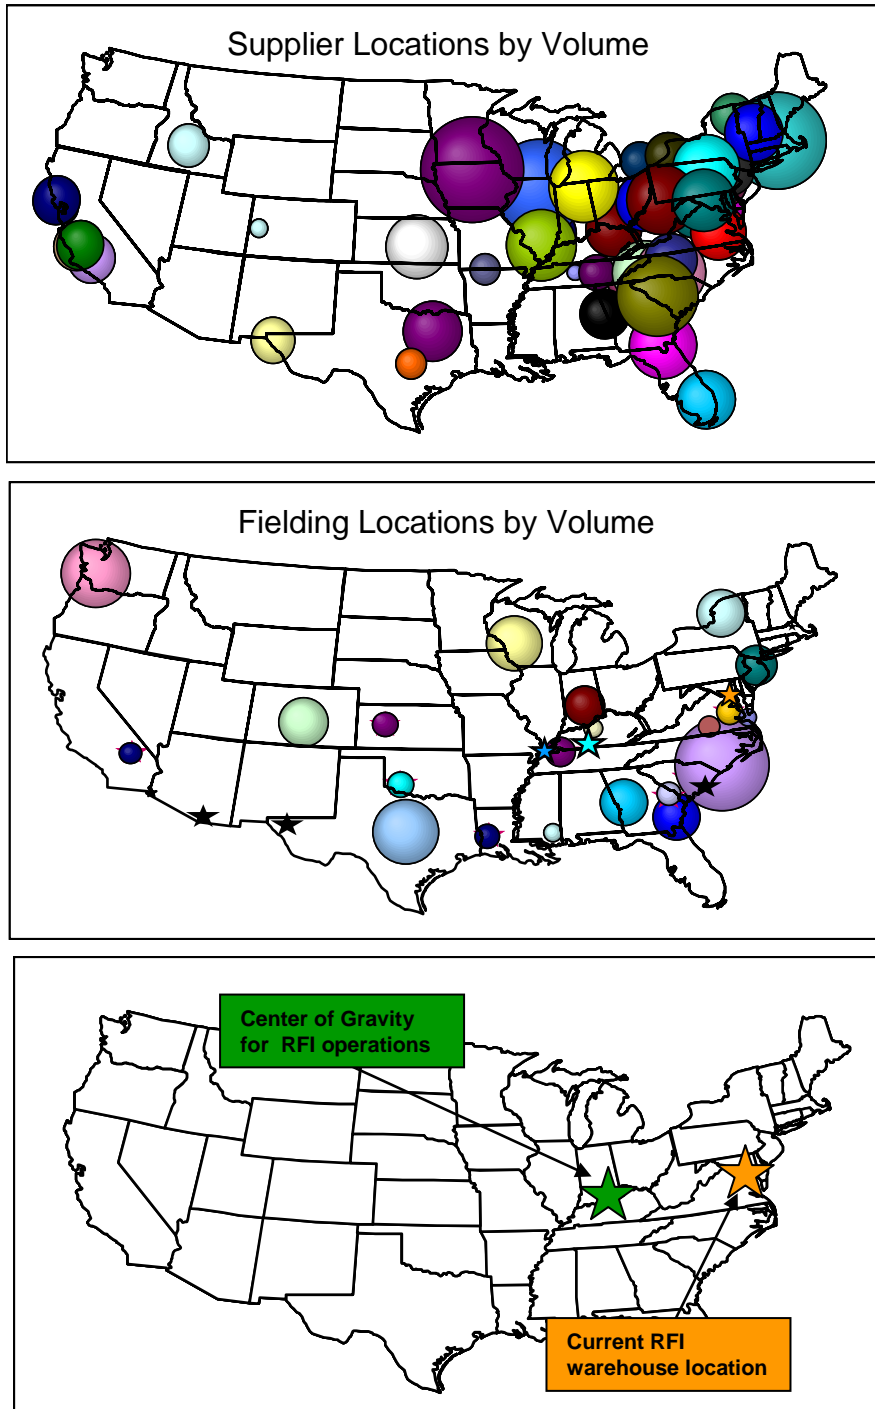 Supplier Locations by Volume
Fielding Locations by Volume
Center of Gravity
for RFI operations
Current RFI
warehouse location